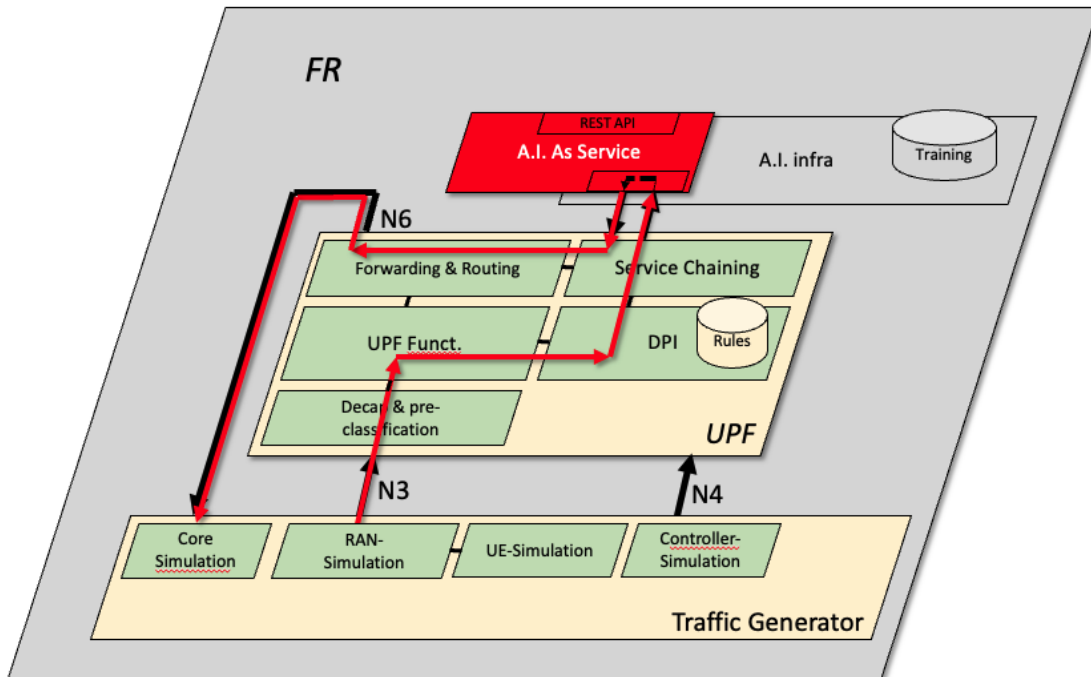 FR
REST API
A.I. As Service
A.I. infra
Training
N6
Forwarding & Routing
Service Chaining
UPF Funct.
DPI
Rules
Decap & pre-
classification
UPF
N3
N4
Core
Simulation
RAN-
Simulation
UE-Simulation
Controller-
Simulation
Traffic Generator